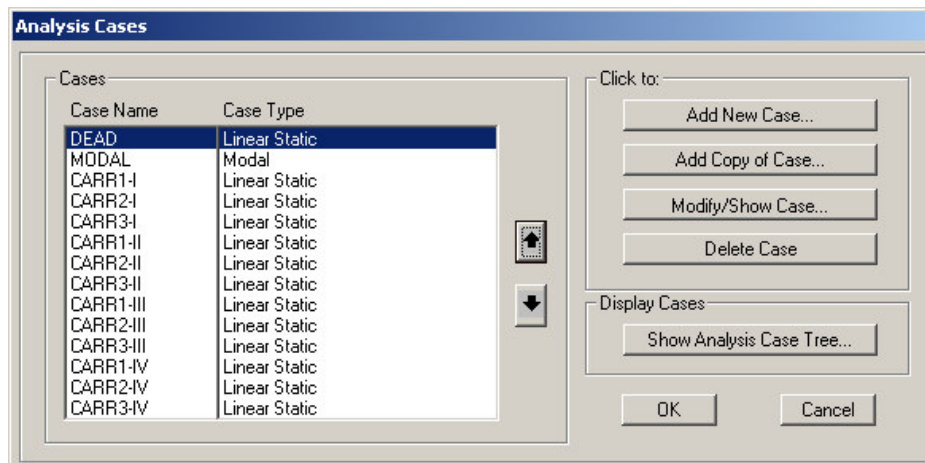 Analysis Cases
Cases
Case Name Case Type
DEAD Linear Static
MODAL Modal
CARR1-I Linear Static
CARR2-I Linear Static
CARR3-I Linear Static
CARR1-II Linear Static
CARR2-II Linear Static
CARR3-II Linear Static
CARR1-III Linear Static
CARR2-III Linear Static
CARR3-III Linear Static
CARR1-IV Linear Static
CARR2-IV Linear Static
CARR3-IV Linear Static
Click to:
Add New Case...
Add Copy of Case...
Modify/Show Case...
Delete Case
Display Cases
Show Analysis Case Tree...
OK Cancel